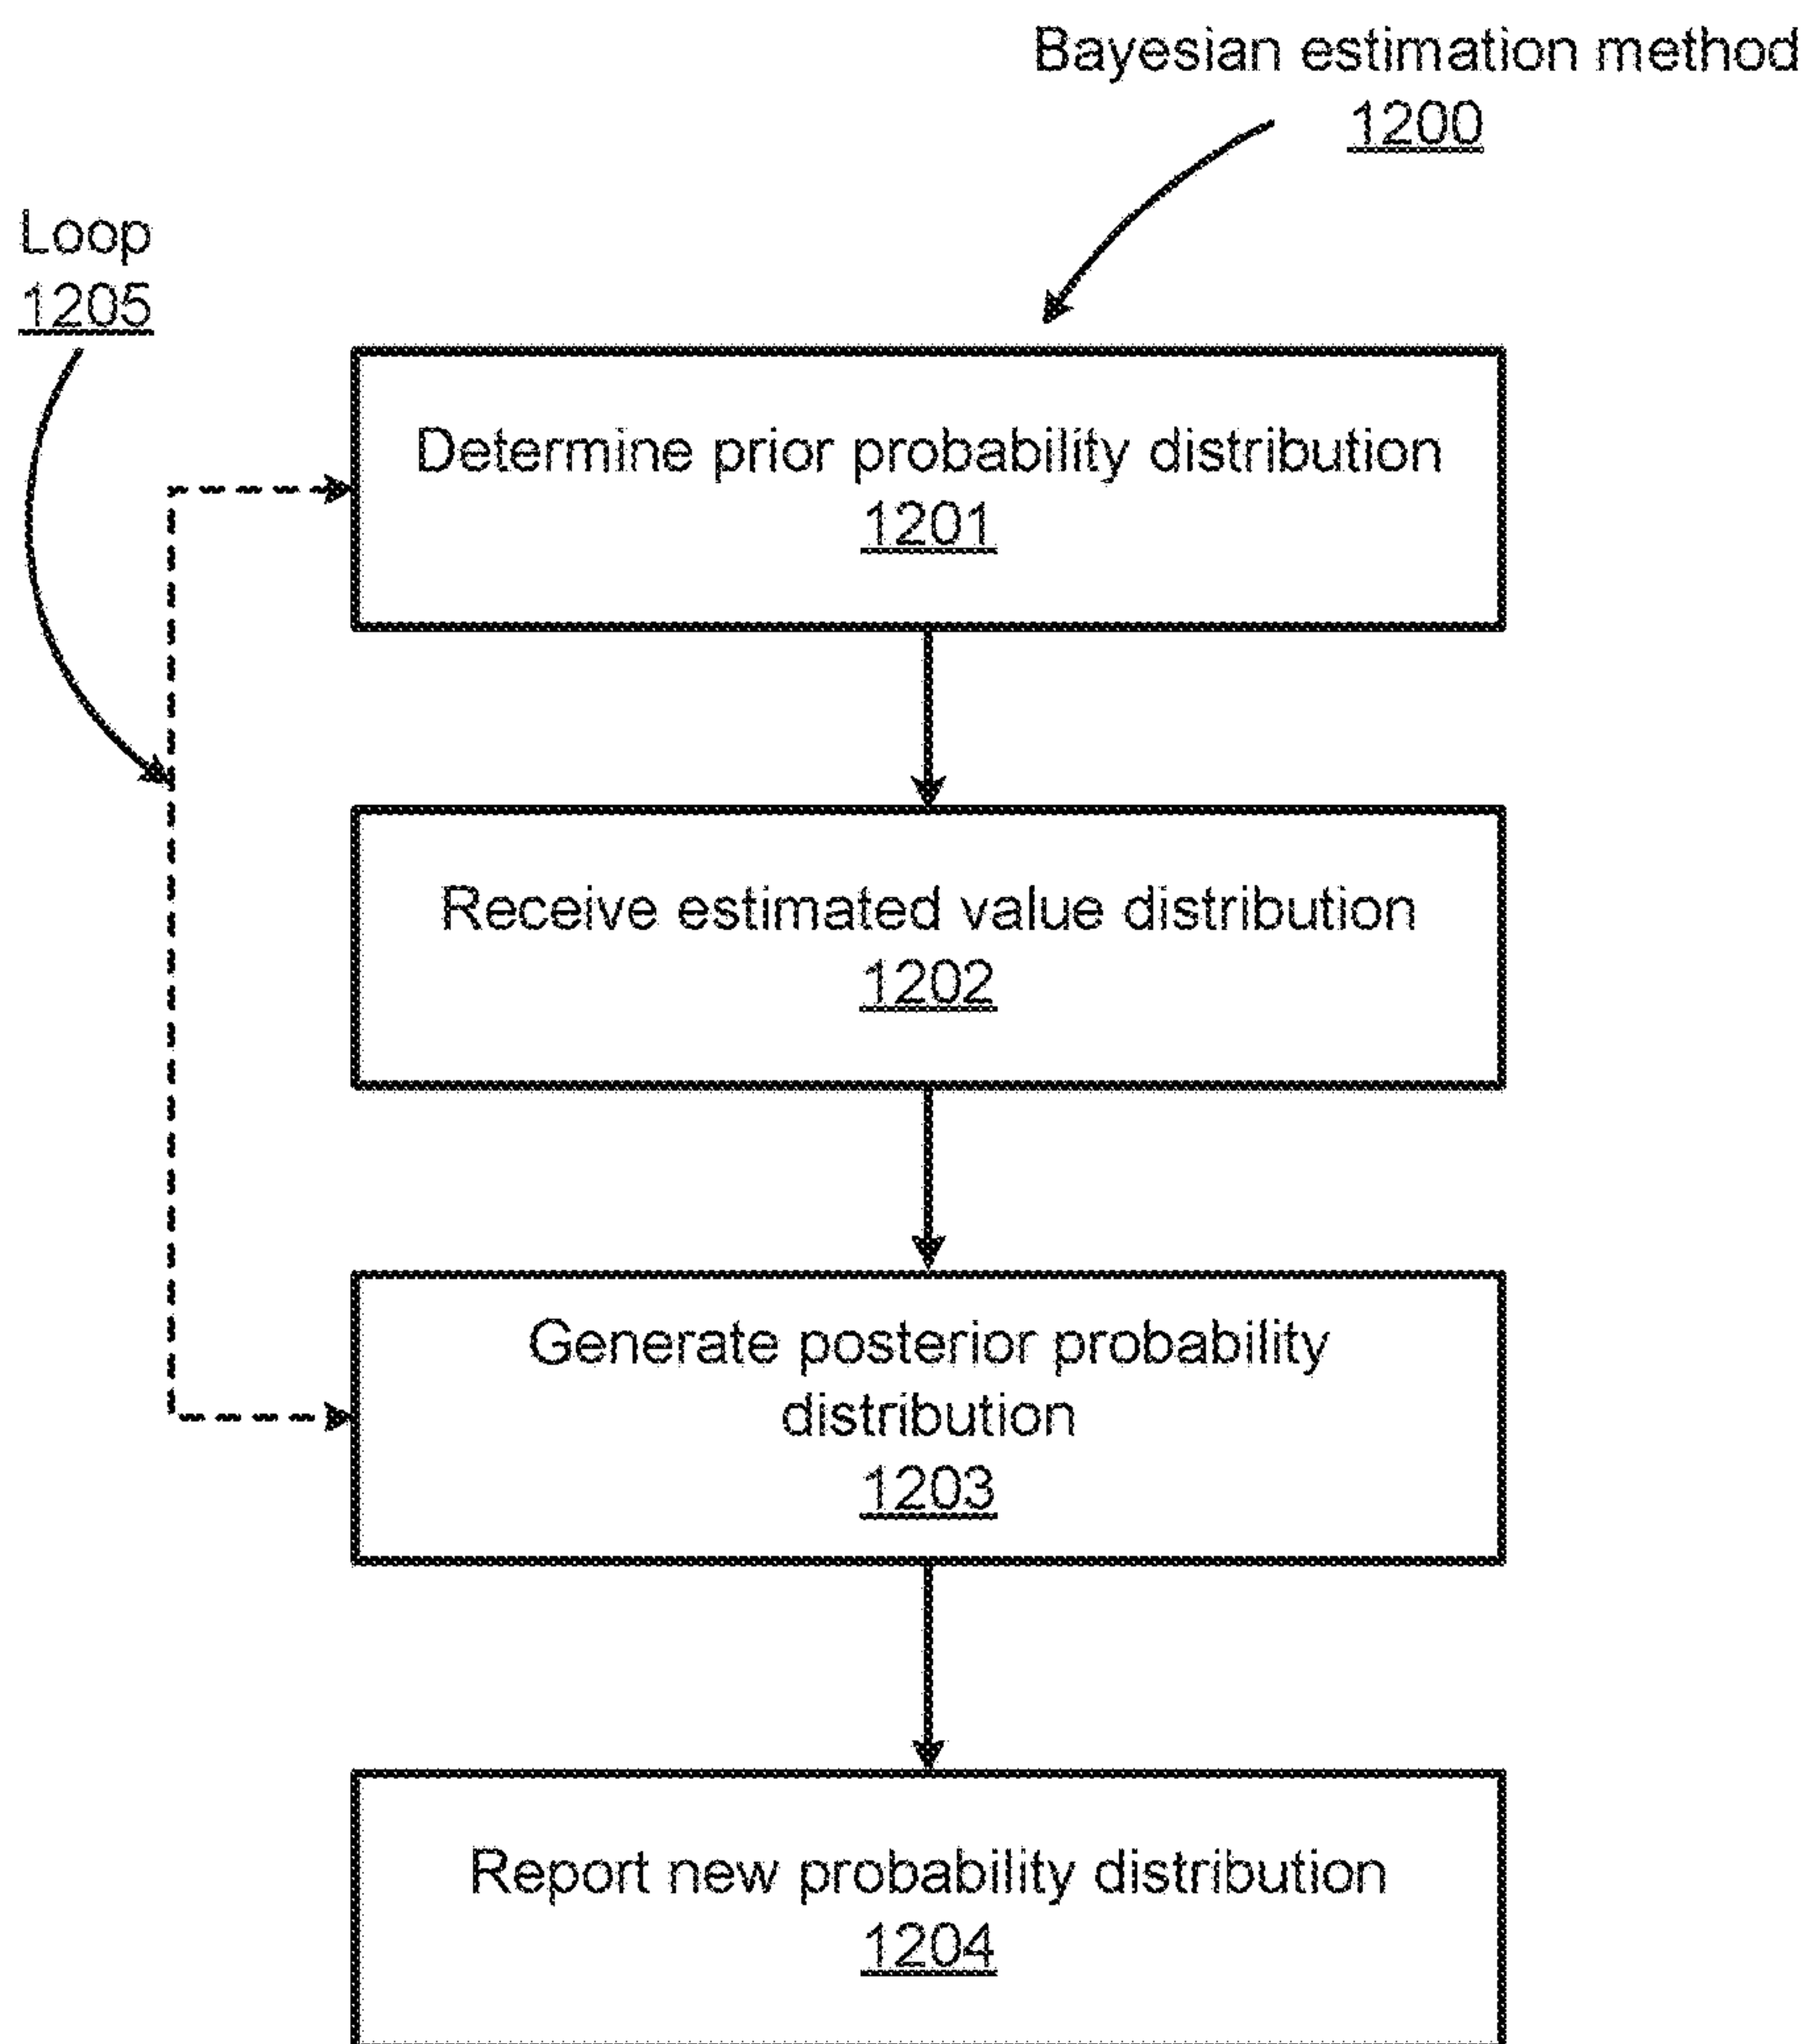 Bayesian estimation method
1200
Loop
1205
Determine prior probability distribution
1201
Receive estimated value distribution
1202
Generate posterior probability
distribution
1203
Report new probability distribution
1204